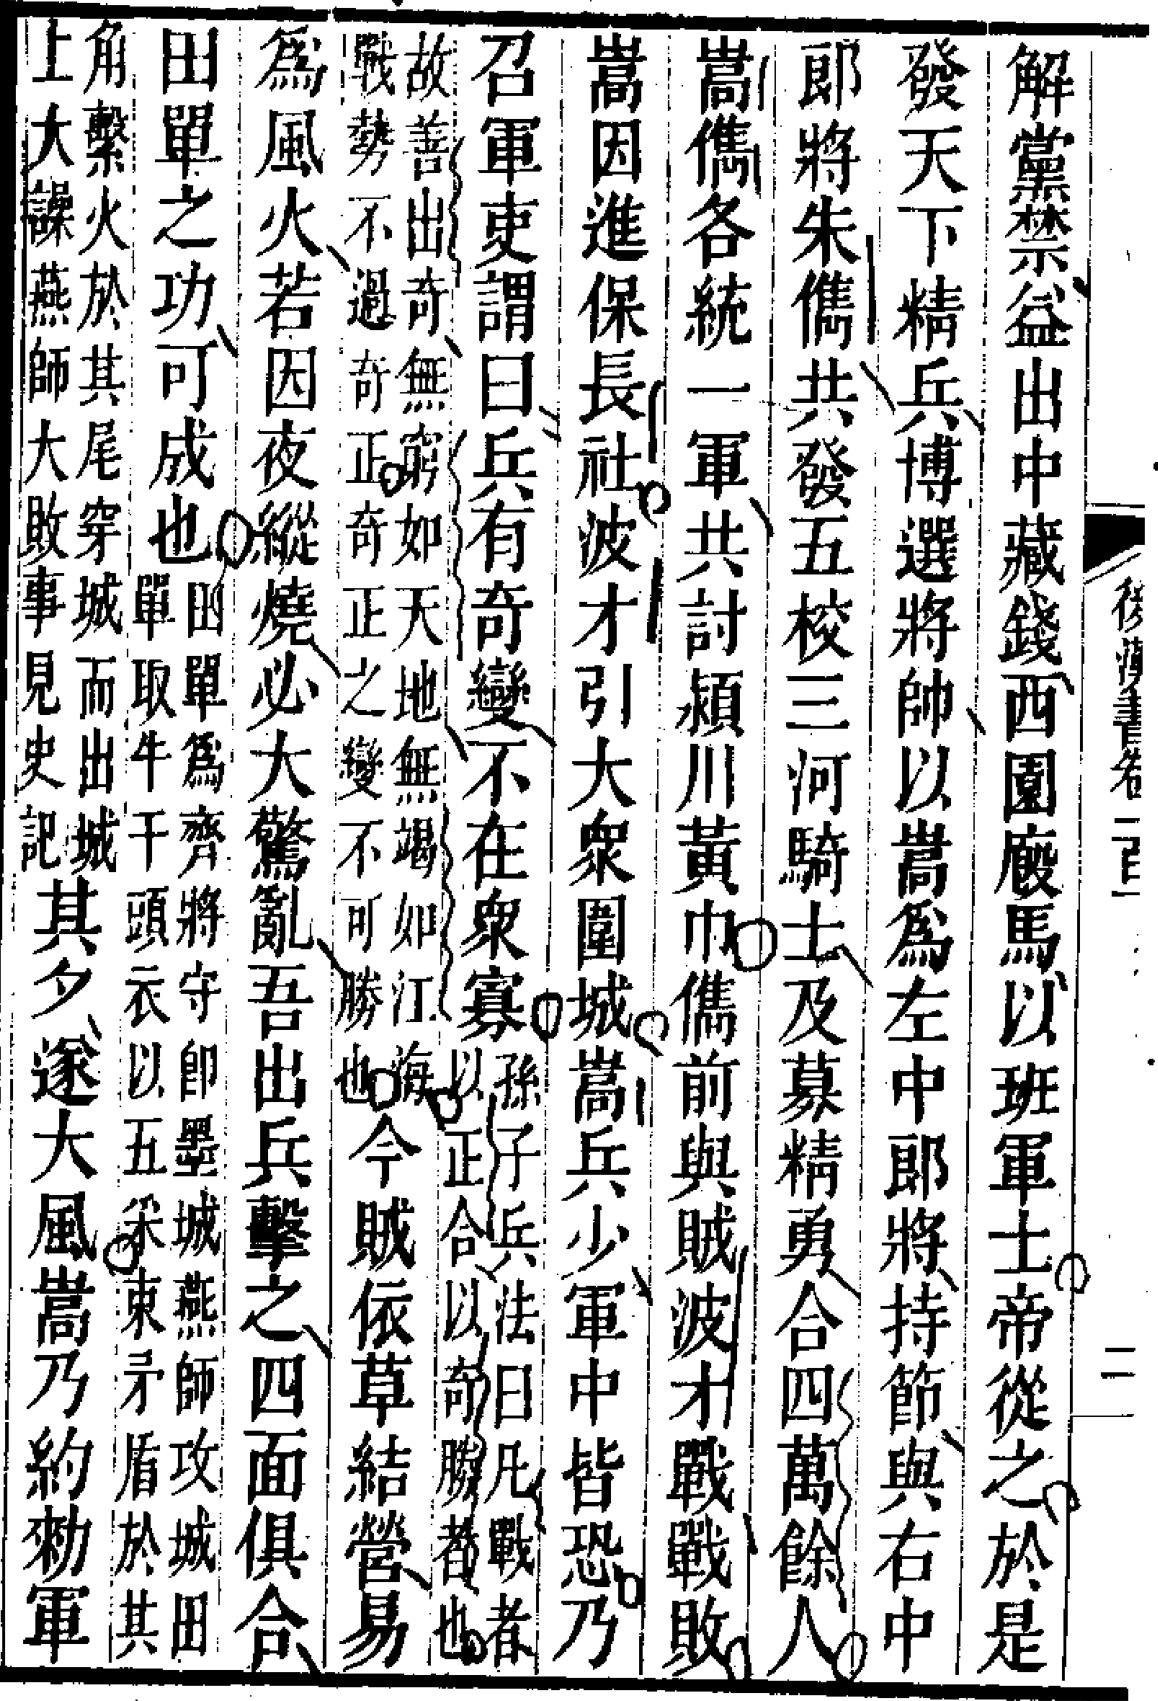 後漢書卷一百一
二
解黨禁益出中藏錢西園廐馬以班軍士帝從之於是
發天下精兵博選將帥以嵩爲左中郎將持節與右中
郎將朱儁共發五校三河騎士及募精勇合四萬餘人
嵩儁各統一軍共討潁川黃巾儁前與賊波才戰戰敗
嵩因進保長社波才引大衆圍城嵩兵少軍中皆恐乃
召軍吏謂曰兵有奇變不在衆寡
孫子兵法曰凡戰者
以正合以奇勝者也
故善出奇無窮如天地無竭如江海
戰勢不過奇正奇正之變不可勝也
今賊依草結營易
爲風火若因夜縱燒必大驚亂吾出兵擊之四面俱合
田單之功可成也
田單爲齊將守卽墨城燕師攻城田
單取牛千頭衣以五采束矛盾於其
角繫火於其尾穿城而出城
上大譟燕師大敗事見史記
其夕遂大風嵩乃約勑軍